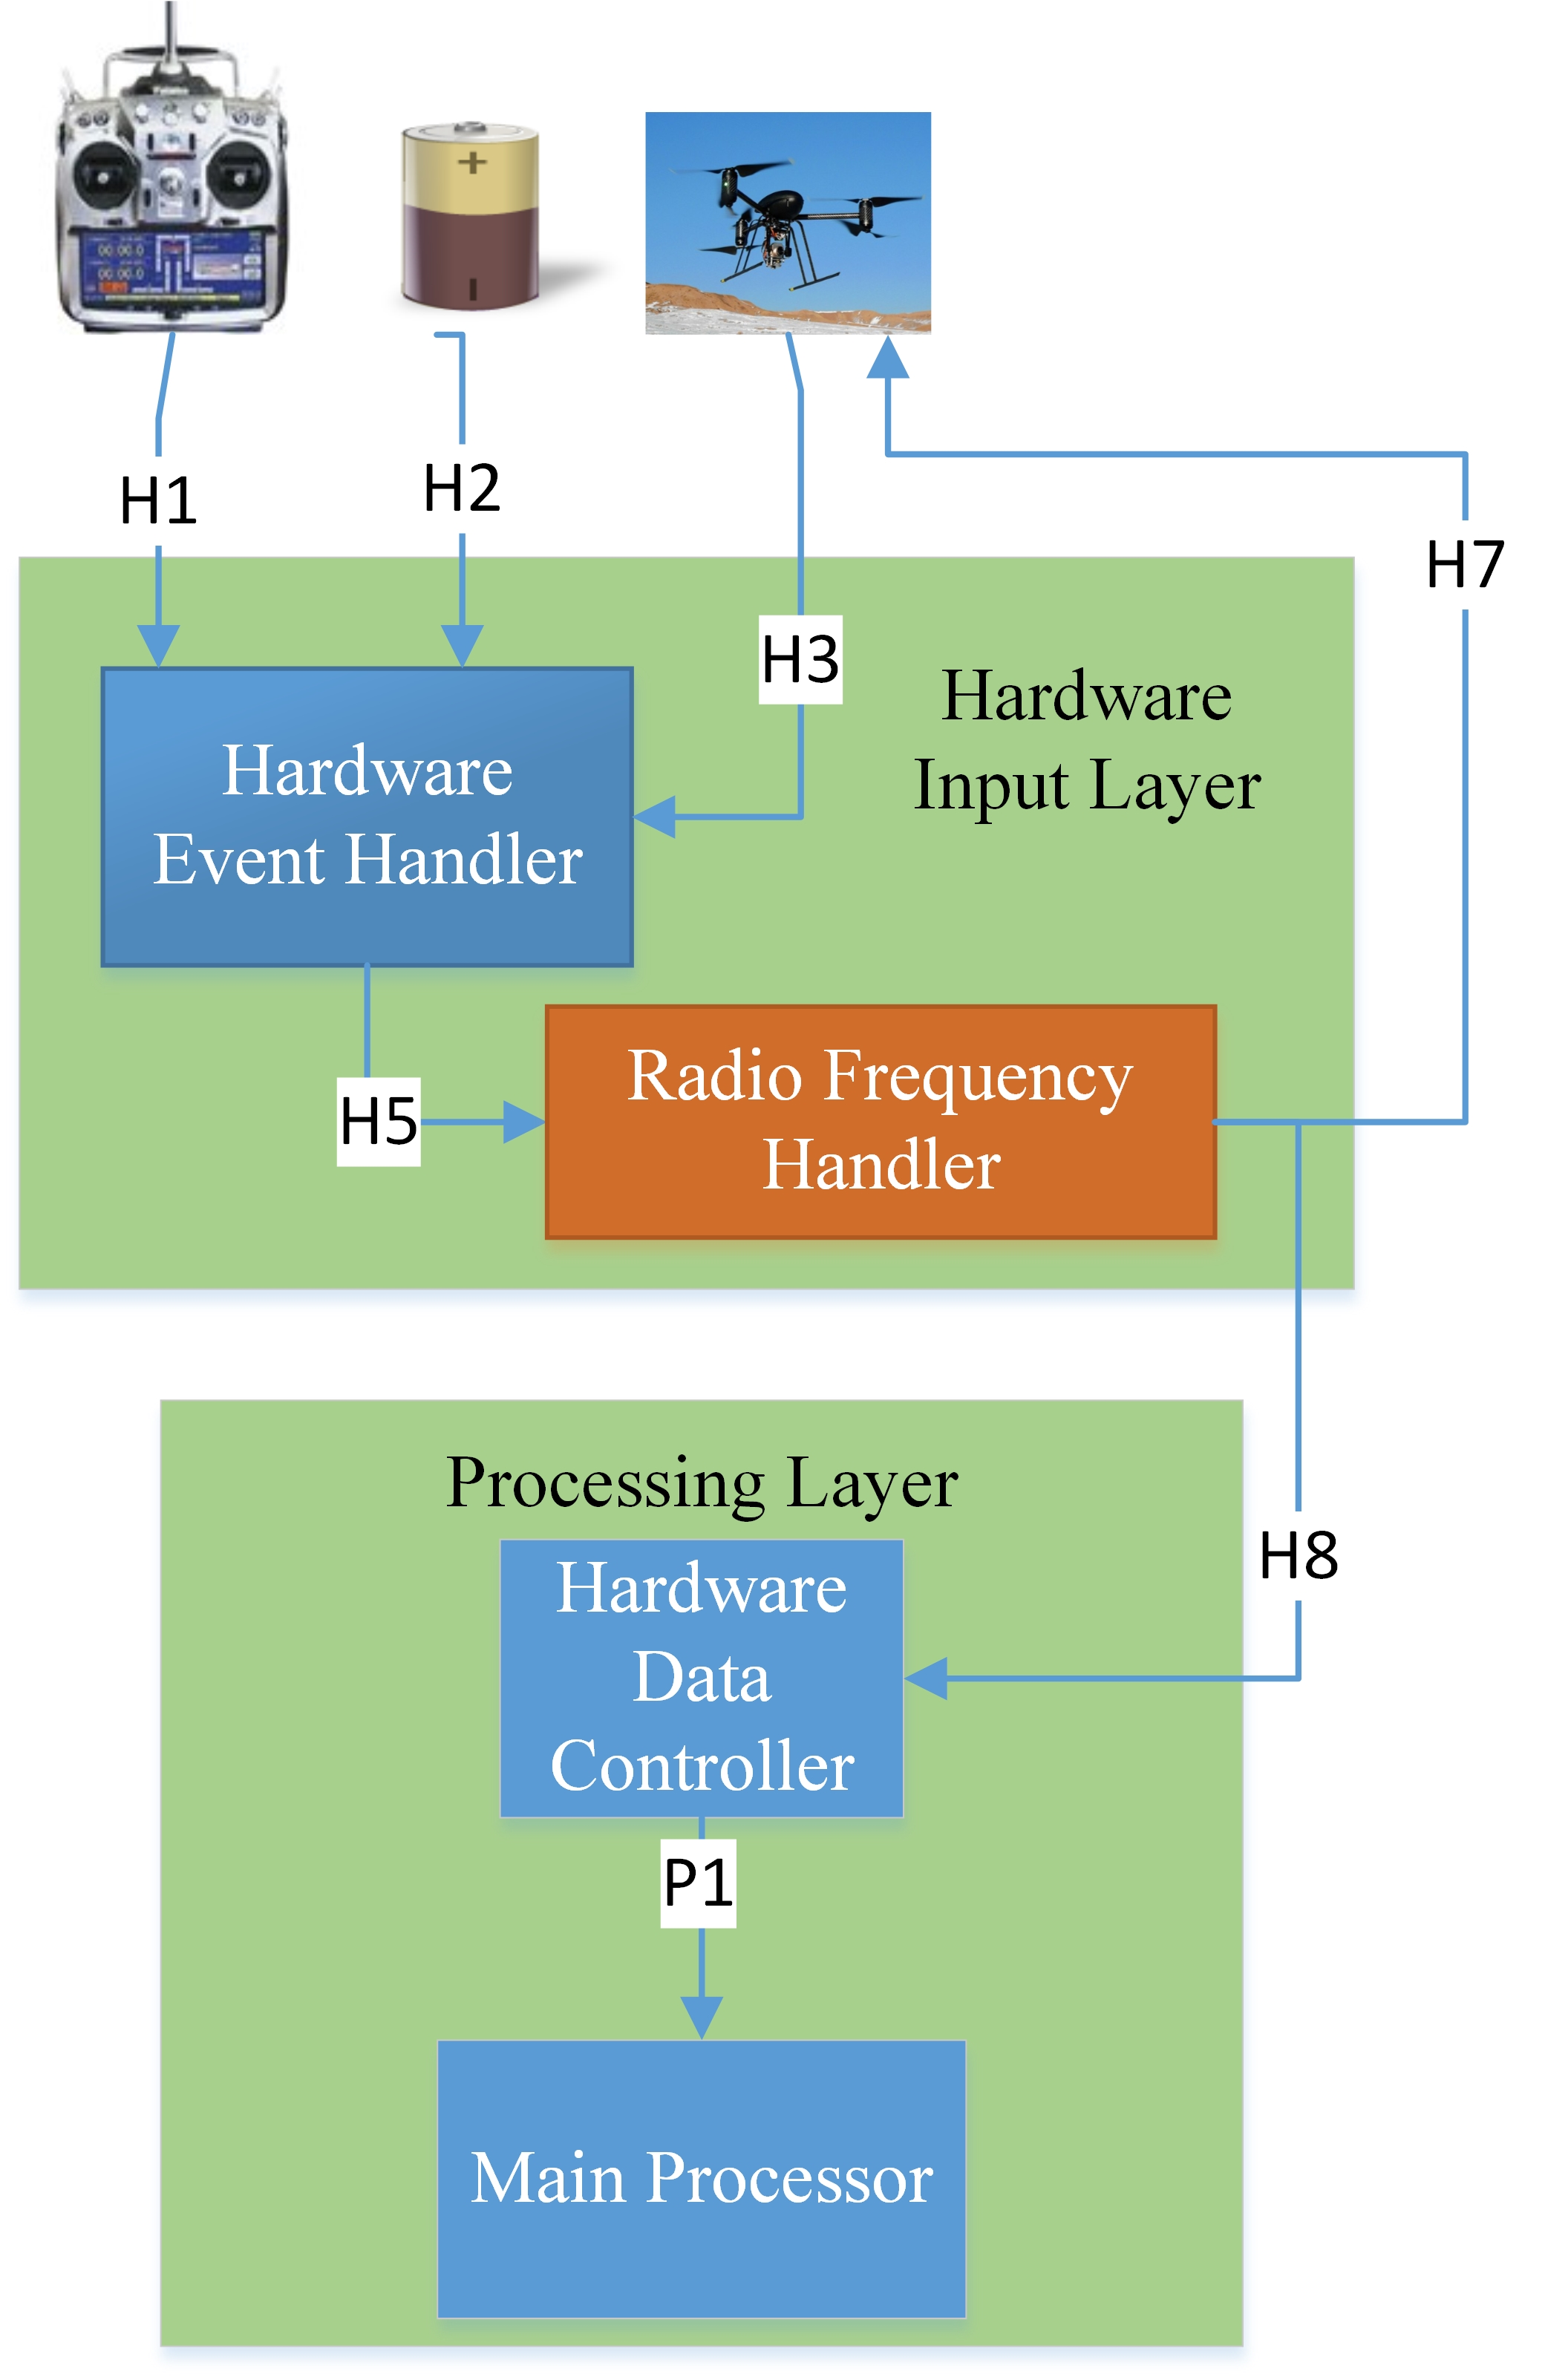 H1
H2
H7
H3
Hardware
Input Layer
Hardware
Event Handler
H5
Radio Frequency
Handler
Processing Layer
H8
Hardware
Data
Controller
P1
Main Processor